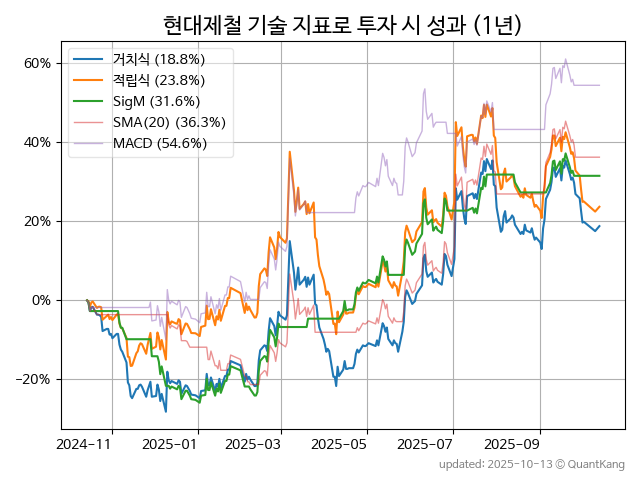 현대제철 기술 지표로 투자 시 성과 (1년)
60%
40%
20%
0%
−20%
거치식 (18.8%)
적립식 (23.8%)
SigM (31.6%)
SMA(20) (36.3%)
MACD (54.6%)
2024-11
2025-01
2025-03
2025-05
2025-07
2025-09
updated: 2025-10-13 ⓒ QuantKang